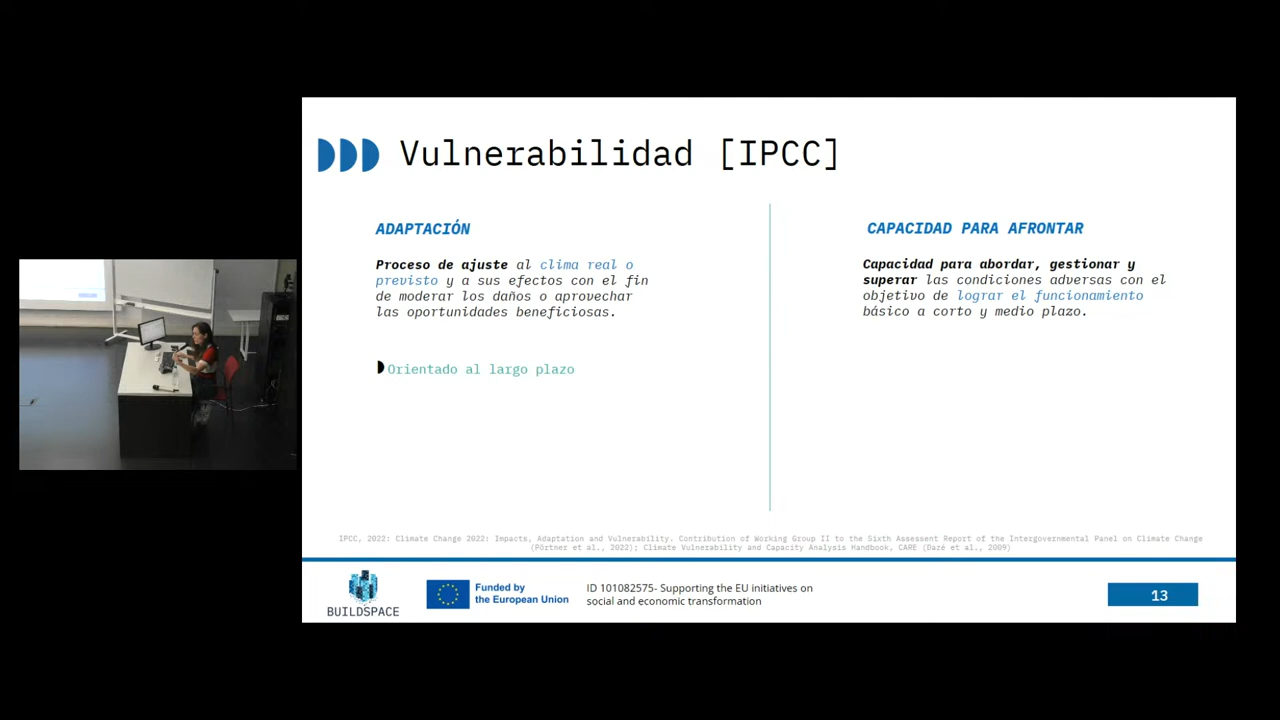 Vulnerabilidad [IPCC]
ADAPTACIÓN
Proceso de ajuste al clima real o
previsto y a sus efectos con el fin
de moderar los daños o aprovechar
las oportunidades beneficiosas.
Orientado al largo plazo
CAPACIDAD PARA AFRONTAR
Capacidad para abordar, gestionar y
superar las condiciones adversas con el
objetivo de lograr el funcionamiento
básico a corto y medio plazo.
IPCC, 2022: Climate Change 2022: Impacts, Adaptation and Vulnerability. Contribution of Working Group II to the Sixth Assessment Report of the Intergovernmental Panel on Climate Change
(Pörtner et al., 2022); Climate Vulnerability and Capacity Analysis Handbook, CARE (Dazé et al., 2009)
BUILDSPACE
Funded by
the European Union
ID 101082575- Supporting the EU initiatives on
social and economic transformation
13